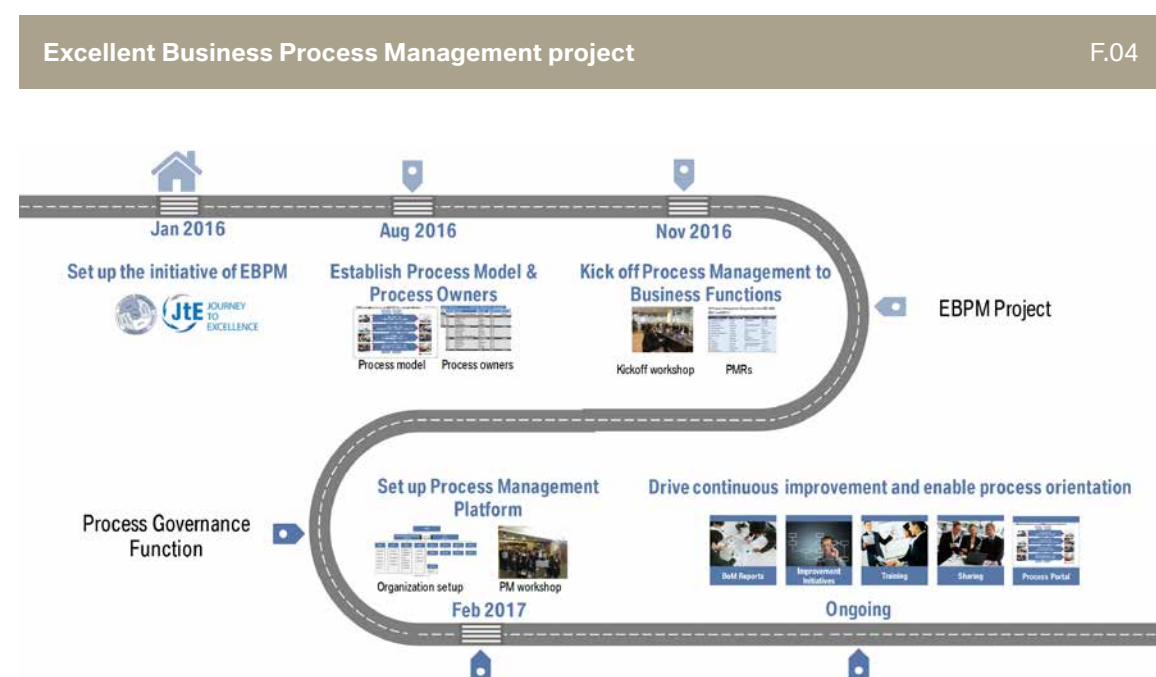 Excellent Business Process Management project
F.04
Jan 2016
Aug 2016
Nov 2016
Set up the initiative of EBPM
JtE JOURNEY
TO
EXCELLENCE
Establish Process Model &
Process Owners
Process model
Process owners
Kick off Process Management to
Business Functions
Kickoff workshop
PMRs
EBPM Project
Process Governance
Function
Set up Process Management
Platform
Organization setup
PM workshop
Feb 2017
Drive continuous improvement and enable process orientation
BoM Reports
Improvement
Initiatives
Training
Sharing
Process Portal
Ongoing